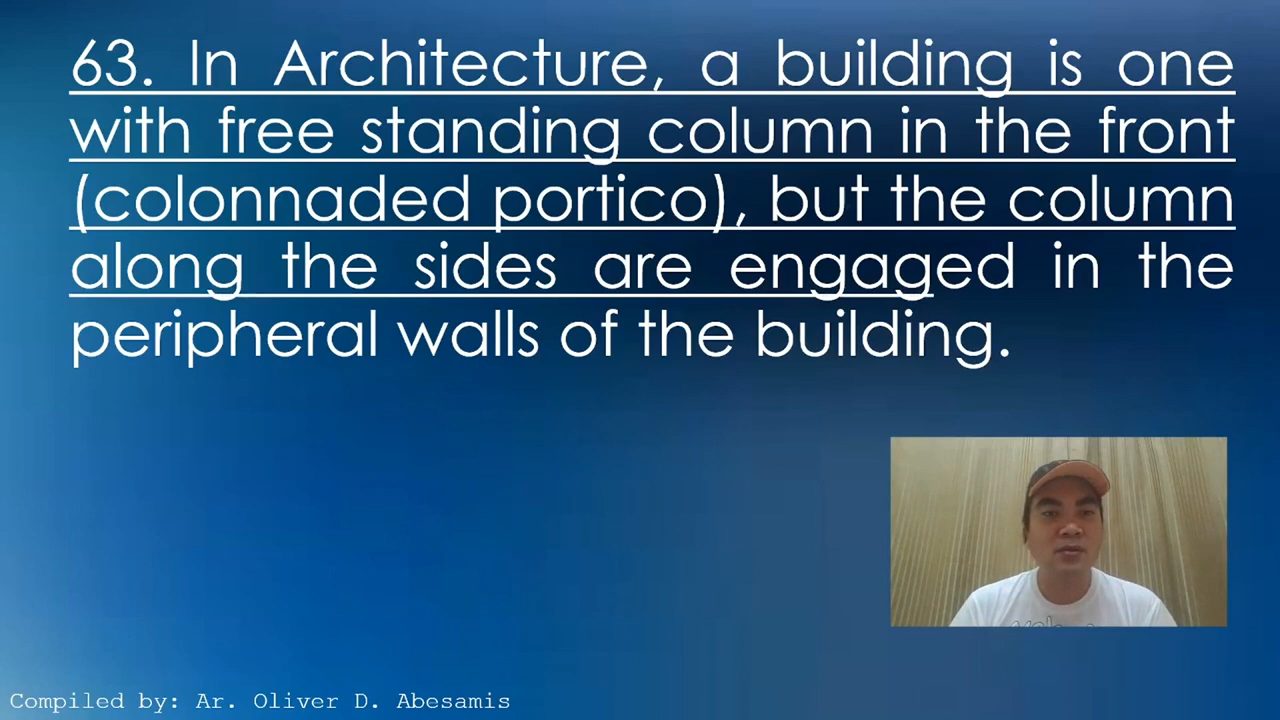 63. In Architecture, a building is one
with free standing column in the front
(colonnaded portico), but the column
along the sides are engaged in the
peripheral walls of the building.
Compiled by: Ar. Oliver D. Abesamis